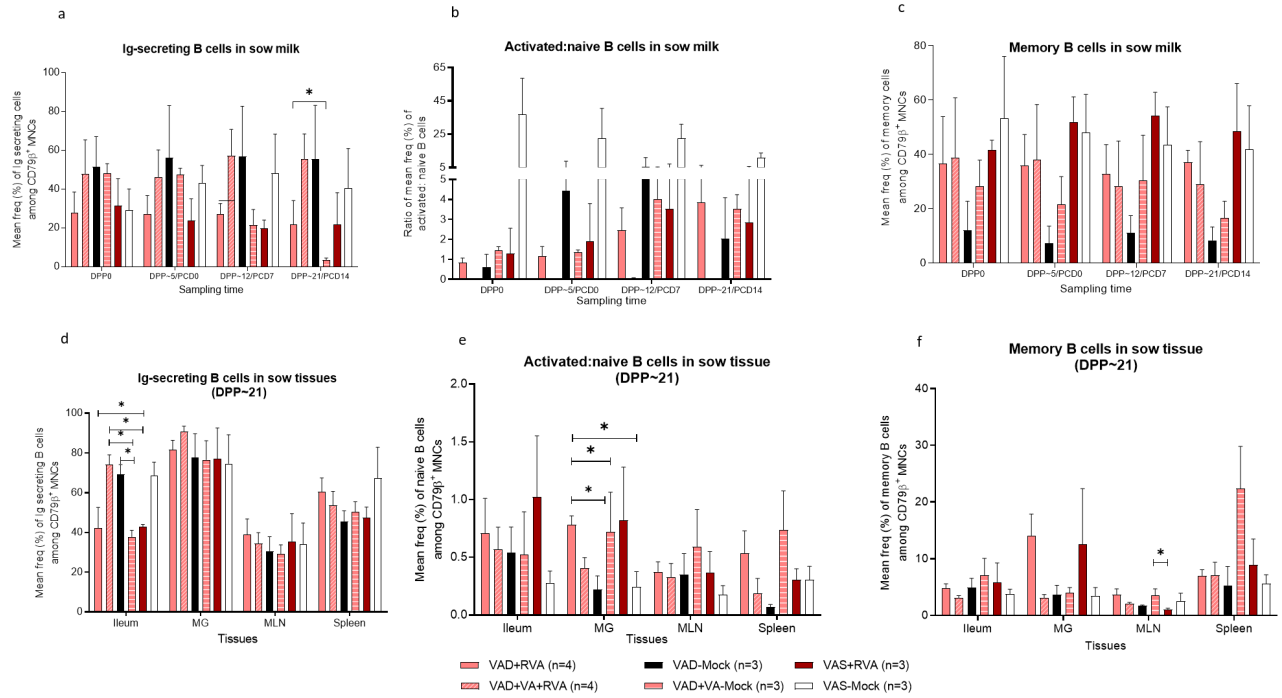 a
Ig-secreting B cells in sow milk
Mean freq (%) of Ig secreting cells
among CD79β+ MNCs
100
80
60
40
20
0
DPP0
DPP~5/PCD0
DPP~12/PCD7
DPP~21/PCD14
Sampling time
*
b
Activated:naive B cells in sow milk
Ratio of mean freq (%) of
activated: naive B cells
65
45
25
5
5
4
3
2
1
0
DPP0
DPP~5/PCD0
DPP~12/PCD7
DPP~21/PCD14
Sampling time
c
Memory B cells in sow milk
Mean freq (%) of memory cells
among CD79β+ MNCs
80
60
40
20
0
DPP0
DPP~5/PCD0
DPP~12/PCD7
DPP~21/PCD14
Sampling time
d
Ig-secreting B cells in sow tissues
(DPP~21)
Mean freq (%) of Ig secreting B cells
among CD79β+ MNCs
100
80
60
40
20
0
*
*
*
*
Ileum
MG
MLN
Spleen
Tissues
e
Activated:naive B cells in sow tissue
(DPP~21)
Mean freq (%) of naive B cells
among CD79β+ MNCs
2.0
1.5
1.0
0.5
0.0
*
*
*
Ileum
MG
MLN
Spleen
Tissues
f
Memory B cells in sow tissue
(DPP~21)
Mean freq (%) of memory B cells
among CD79β+ MNCs
40
30
20
10
0
*
Ileum
MG
MLN
Spleen
Tissues
VAD+RVA (n=4)
VAD-Mock (n=3)
VAS+RVA (n=3)
VAD+VA+RVA (n=4)
VAD+VA-Mock (n=3)
VAS-Mock (n=3)